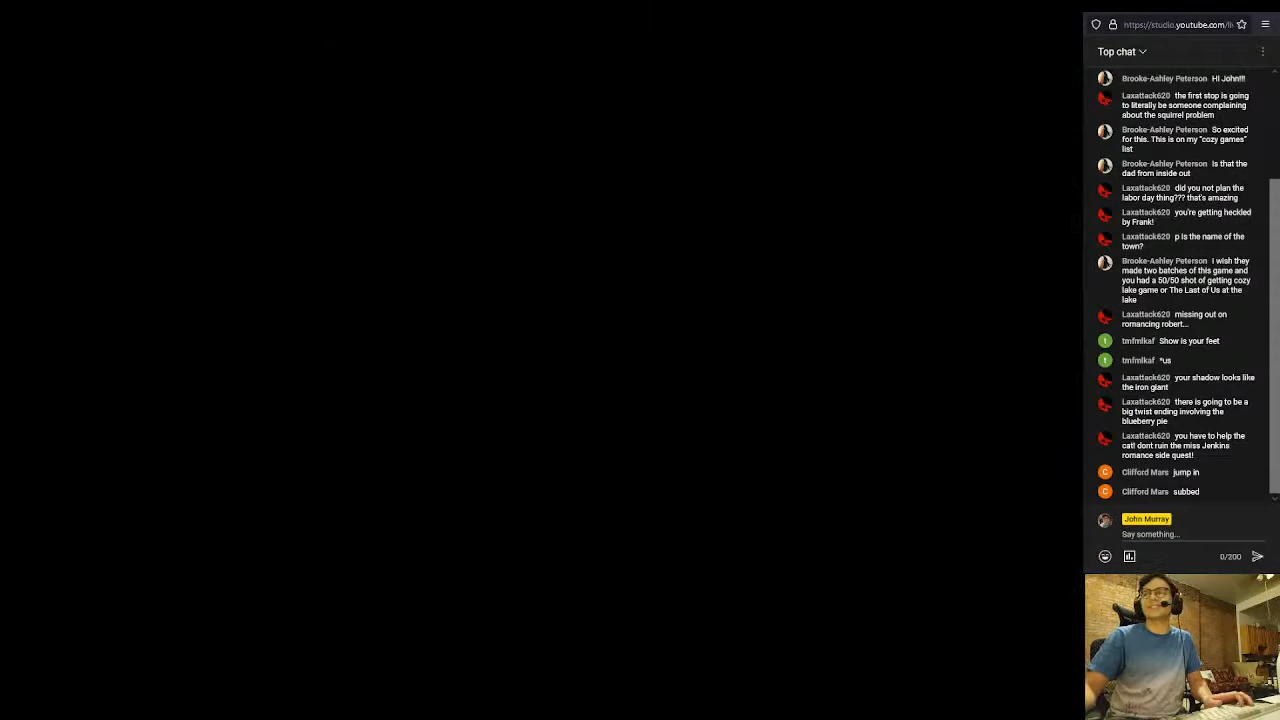 https://studio.youtube.com/li
Top chat
Brooke-Ashley Peterson Hi John!!!
Laxattack620 the first stop is going
to literally be someone complaining
about the squirrel problem
Brooke-Ashley Peterson So excited
for this. This is on my "cozy games"
list
Brooke-Ashley Peterson Is that the
dad from inside out
Laxattack620 did you not plan the
labor day thing??? that's amazing
Laxattack620 you're getting heckled
by Frank!
Laxattack620 p is the name of the
town?
Brooke-Ashley Peterson I wish they
made two batches of this game and
you had a 50/50 shot of getting cozy
lake game or The Last of Us at the
lake
Laxattack620 missing out on
romancing robert...
t tmfmlkaf Show is your feet
t tmfmlkaf *us
Laxattack620 your shadow looks like
the iron giant
Laxattack620 there is going to be a
big twist ending involving the
blueberry pie
Laxattack620 you have to help the
cat! dont ruin the miss Jenkins
romance side quest!
C Clifford Mars jump in
C Clifford Mars subbed
John Murray
Say something...
0/200